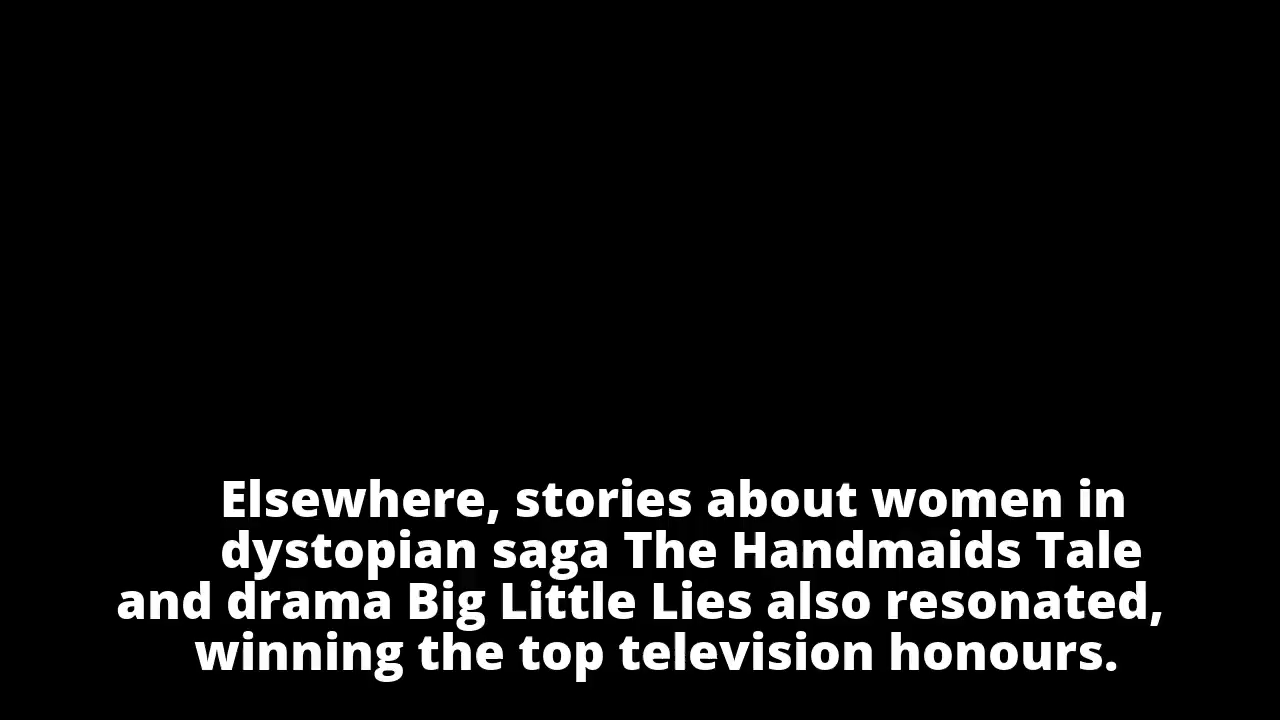 Elsewhere, stories about women in
dystopian saga The Handmaids Tale
and drama Big Little Lies also resonated,
winning the top television honours.